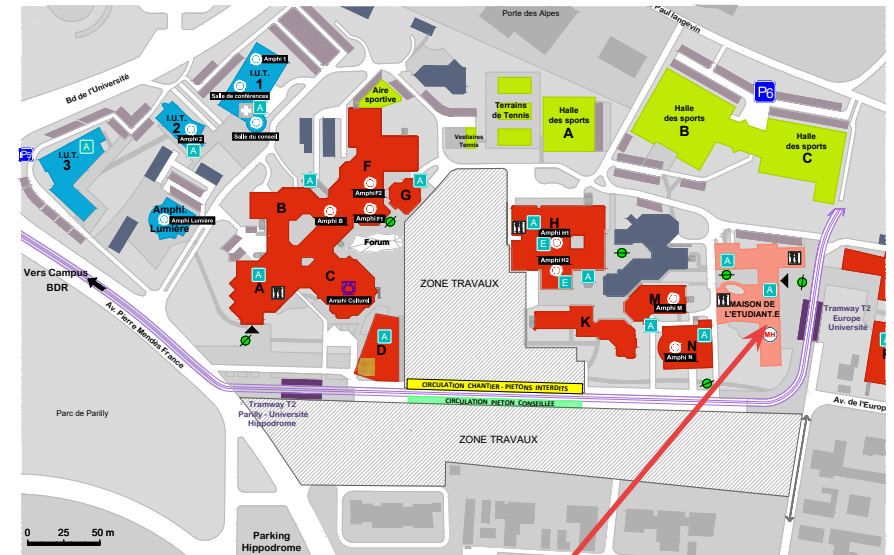 Porte des Alpes
Paul langevin
Bd de l'Université
Amphi 1
I.U.T.
1
Salle de conférences
A
Salle du conseil
I.U.T.
2
Amphi 2
A
I.U.T.
3
A
Amphi.
Lumière
Amphi Lumière
Aire
sportive
Terrains
de Tennis
Vestiaires
Tennis
Halle
des sports
A
Halle
des sports
B
Halle
des sports
C
P6
F
Amphi F2
Amphi F1
G
A
A
B
Amphi B
Forum
A
A
C
Amphi Culturel
D
A
ZONE TRAVAUX
H
A
Amphi H1
E
Amphi H2
E
A
K
M
Amphi M
A
N
A
Amphi N
A
A
MAISON DE
L'ETUDIANT.E
MH
Tramway T2
Europe
Université
A
Vers Campus
BDR
Av. Pierre Mendes France
Parc de Parilly
Tramway T2
Parilly - Université
Hippodrome
CIRCULATION CHANTIER - PIETONS INTERDITS
CIRCULATION PIETON CONSEILLEE
ZONE TRAVAUX
Av. de l'Europ
0 25 50 m
Parking
Hippodrome